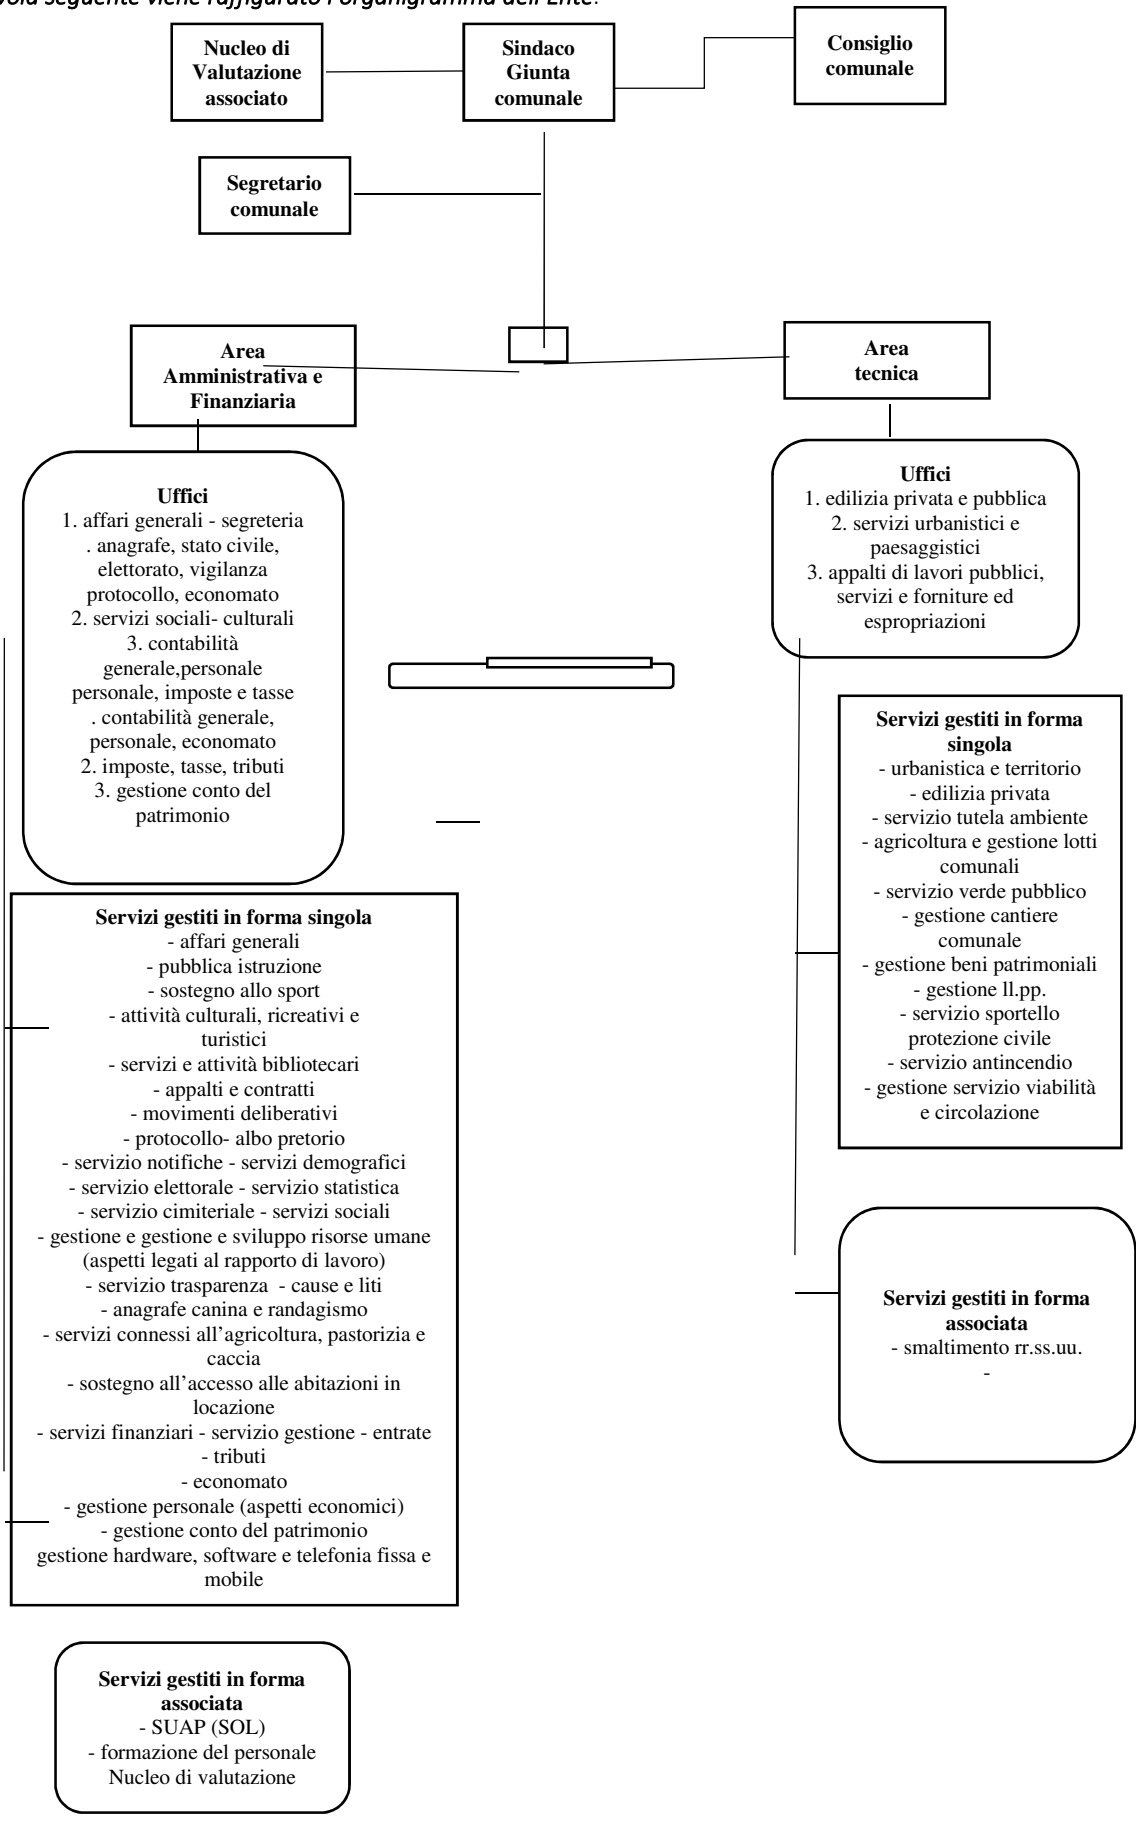 vola seguente viene raffigurato l'organigramma dell'Ente:
Nucleo di
Valutazione
associato
Sindaco
Giunta
comunale
Consiglio
comunale
Segretario
comunale
Area
Amministrativa e
Finanziaria
Area
tecnica
Uffici
1. affari generali - segreteria
. anagrafe, stato civile,
elettorato, vigilanza
protocollo, economato
2. servizi sociali- culturali
3. contabilità
generale,personale
personale, imposte e tasse
. contabilità generale,
personale, economato
2. imposte, tasse, tributi
3. gestione conto del
patrimonio
Uffici
1. edilizia privata e pubblica
2. servizi urbanistici e
paesaggistici
3. appalti di lavori pubblici,
servizi e forniture ed
espropriazioni
Servizi gestiti in forma
singola
- urbanistica e territorio
- edilizia privata
- servizio tutela ambiente
- agricoltura e gestione lotti
comunali
- servizio verde pubblico
- gestione cantiere
comunale
- gestione beni patrimoniali
- gestione ll.pp.
- servizio sportello
protezione civile
- servizio antincendio
- gestione servizio viabilità
e circolazione
Servizi gestiti in forma singola
- affari generali
- pubblica istruzione
- sostegno allo sport
- attività culturali, ricreativi e
turistici
- servizi e attività bibliotecari
- appalti e contratti
- movimenti deliberativi
- protocollo- albo pretorio
- servizio notifiche - servizi demografici
- servizio elettorale - servizio statistica
- servizio cimiteriale - servizi sociali
- gestione e gestione e sviluppo risorse umane
(aspetti legati al rapporto di lavoro)
- servizio trasparenza - cause e liti
- anagrafe canina e randagismo
- servizi connessi all'agricoltura, pastorizia e
caccia
- sostegno all'accesso alle abitazioni in
locazione
- servizi finanziari - servizio gestione - entrate
- tributi
- economato
- gestione personale (aspetti economici)
- gestione conto del patrimonio
gestione hardware, software e telefonia fissa e
mobile
Servizi gestiti in forma
associata
- smaltimento rr.ss.uu.
-
Servizi gestiti in forma
associata
- SUAP (SOL)
- formazione del personale
Nucleo di valutazione